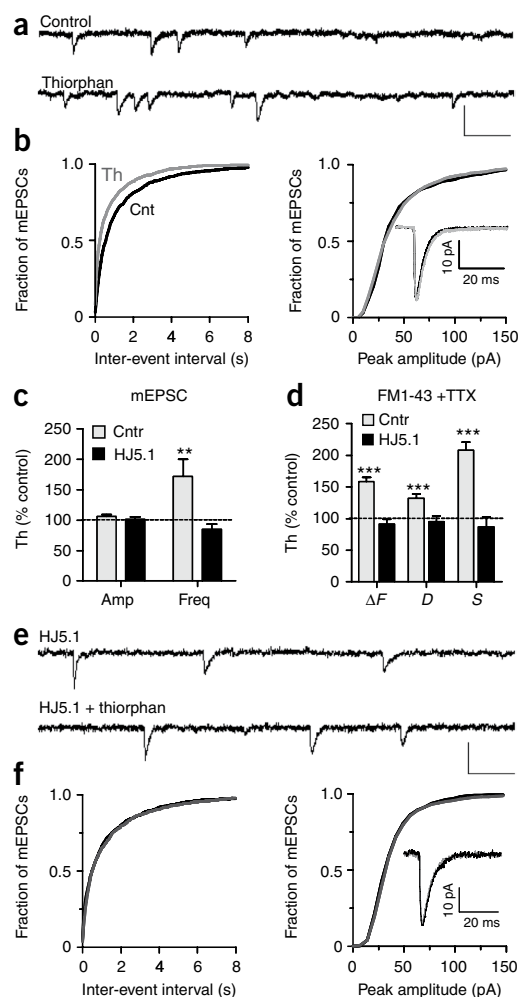 a
Control
Thiorphan
b
1.0
0.5
0
Fraction of mEPSCs
Th
Cnt
0 2 4 6 8
Inter-event interval (s)
1.0
0.5
0
Fraction of mEPSCs
10 pA
20 ms
0 50 100 150
Peak amplitude (pA)
c
mEPSC
Cntr
HJ5.1
250
200
150
100
50
0
Th (% control)
**
Amp Freq
d
FM1-43 +TTX
Cntr
HJ5.1
250
200
150
100
50
0
Th (% control)
***
***
***
ΔF D S
e
HJ5.1
HJ5.1 + thiorphan
f
1.0
0.5
0
Fraction of mEPSCs
0 2 4 6 8
Inter-event interval (s)
1.0
0.5
0
Fraction of mEPSCs
10 pA
20 ms
0 50 100 150
Peak amplitude (pA)